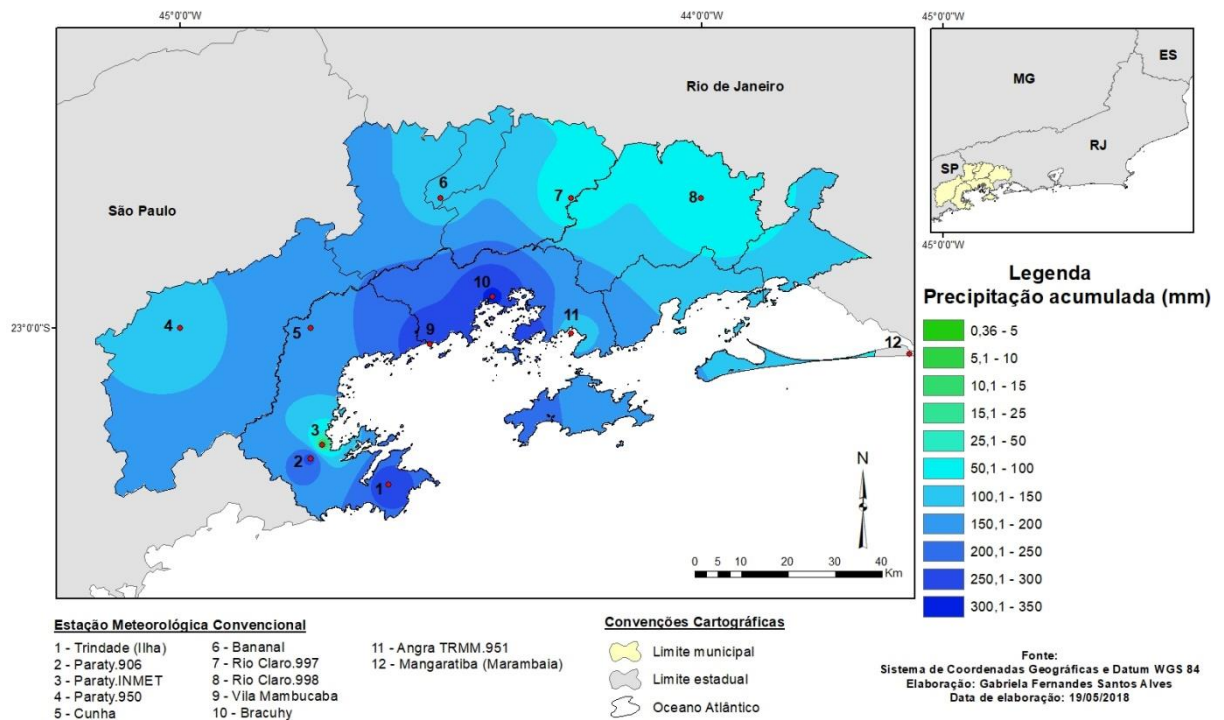 45°0'0"W
44°0'0"W
45°0'0"W
Rio de Janeiro
São Paulo
23°0'0"S
1
2
3
4
5
6
7
8
9
10
11
12
N
0 5 10 20 30 40
Km
ES
MG
RJ
SP
45°0'0"W
Legenda
Precipitação acumulada (mm)
0,36 - 5
5,1 - 10
10,1 - 15
15,1 - 25
25,1 - 50
50,1 - 100
100,1 - 150
150,1 - 200
200,1 - 250
250,1 - 300
300,1 - 350
Estação Meteorológica Convencional
1 - Trindade (Ilha)
2 - Paraty.906
3 - Paraty.INMET
4 - Paraty.950
5 - Cunha
6 - Bananal
7 - Rio Claro.997
8 - Rio Claro.998
9 - Vila Mambucaba
10 - Bracuhy
11 - Angra TRMM.951
12 - Mangaratiba (Marambaia)
Convenções Cartográficas
Limite municipal
Limite estadual
Oceano Atlântico
Fonte:
Sistema de Coordenadas Geográficas e Datum WGS 84
Elaboração: Gabriela Fernandes Santos Alves
Data de elaboração: 19/05/2018